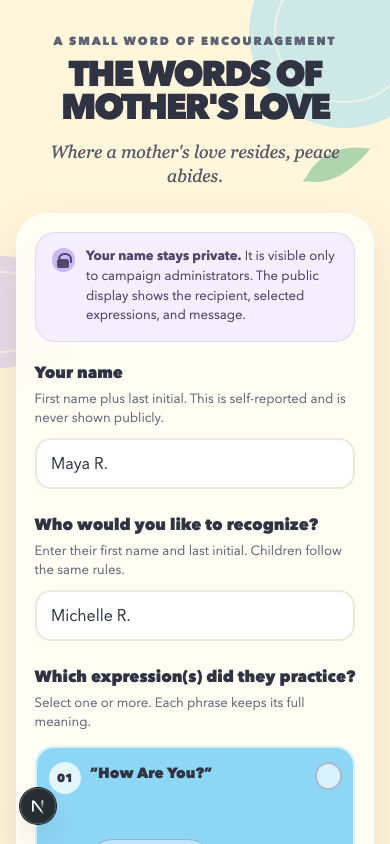 A SMALL WORD OF ENCOURAGEMENT
THE WORDS OF
MOTHER'S LOVE
Where a mother's love resides, peace
abides.
Your name stays private. It is visible only
to campaign administrators. The public
display shows the recipient, selected
expressions, and message.
Your name
First name plus last initial. This is self-reported and is
never shown publicly.
Maya R.
Who would you like to recognize?
Enter their first name and last initial. Children follow
the same rules.
Michelle R.
Which expression(s) did they practice?
Select one or more. Each phrase keeps its full
meaning.
01 “How Are You?”
N